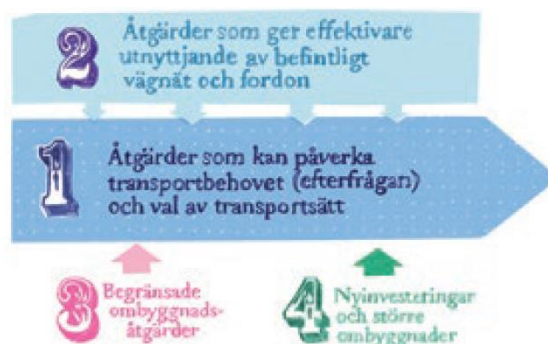 2 Åtgärder som ger effektivare
utnyttjande av befintligt
vägnät och fordon
1 Åtgärder som kan påverka
transportbehovet (efterfrågan)
och val av transportsätt
3 Begränsade
ombyggnads-
åtgärder
4 Nyinvesteringar
och större
ombyggnader